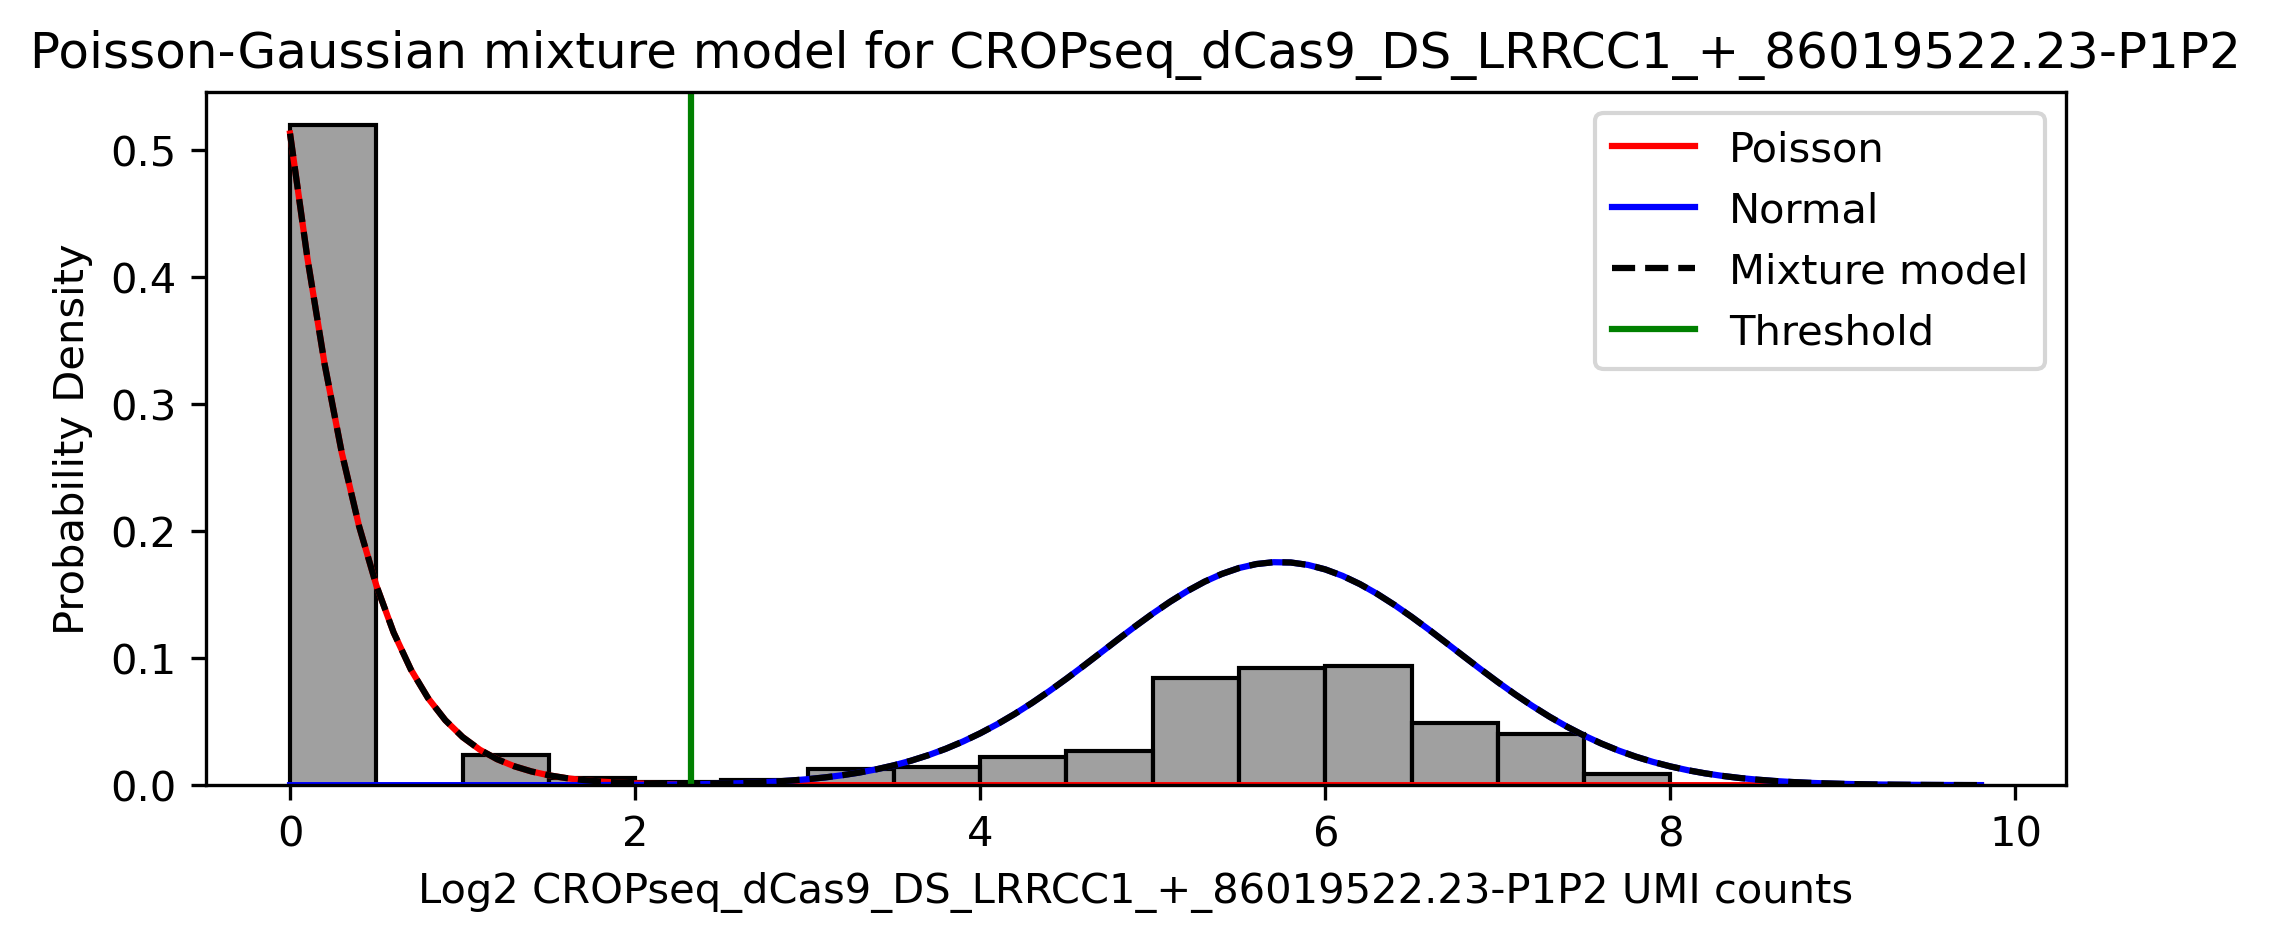 Poisson-Gaussian mixture model for CROPseq_dCas9_DS_LRRCC1_+_86019522.23-P1P2
Probability Density
0.5
0.4
0.3
0.2
0.1
0.0
Poisson
Normal
Mixture model
Threshold
0 2 4 6 8 10
Log2 CROPseq_dCas9_DS_LRRCC1_+_86019522.23-P1P2 UMI counts